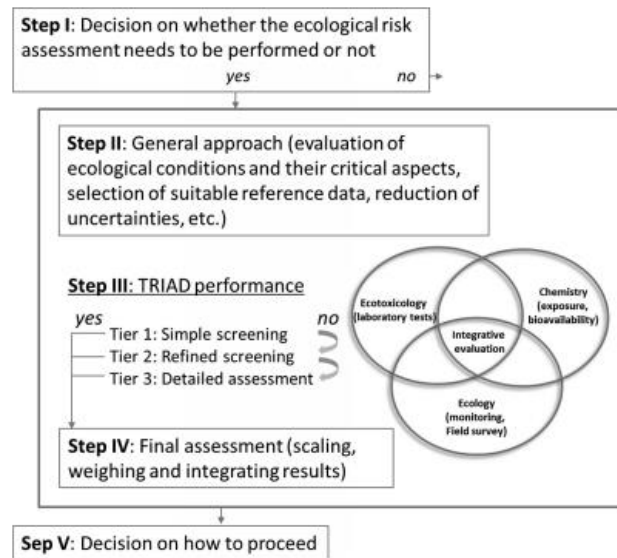 Step I: Decision on whether the ecological risk
assessment needs to be performed or not
yes no
Step II: General approach (evaluation of
ecological conditions and their critical aspects,
selection of suitable reference data, reduction of
uncertainties, etc.)
Step III: TRIAD performance
yes no
Tier 1: Simple screening
Tier 2: Refined screening
Tier 3: Detailed assessment
Ecotoxicology
(laboratory tests)
Chemistry
(exposure,
bioavailability)
Integrative
evaluation
Ecology
(monitoring,
Field survey)
Step IV: Final assessment (scaling,
weighing and integrating results)
Sep V: Decision on how to proceed